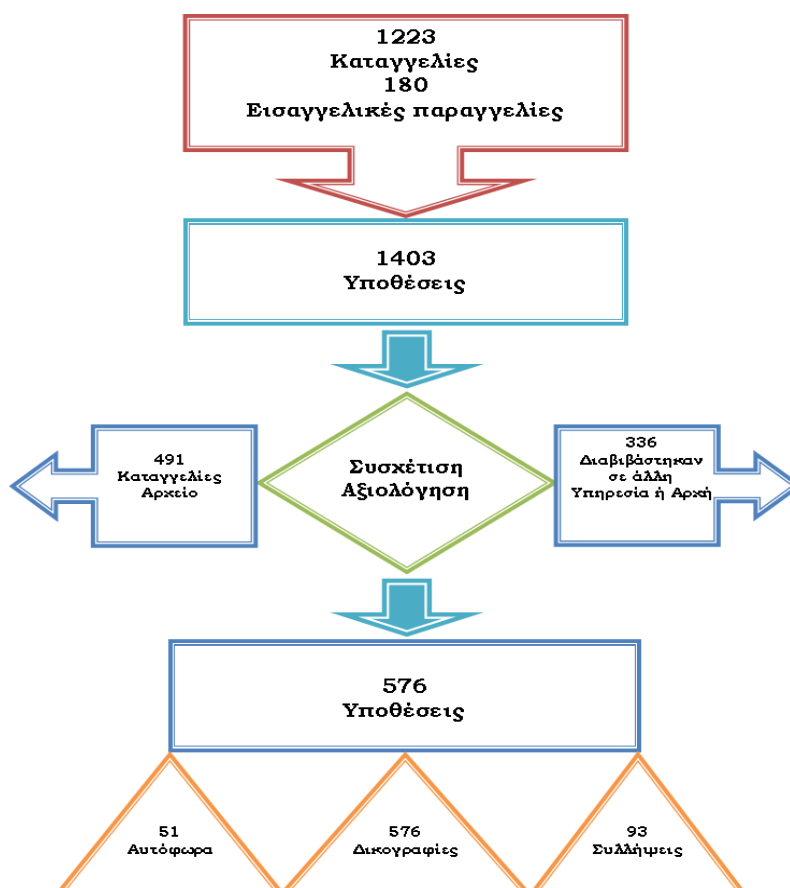 1223
Καταγγελίες
180
Εισαγγελικές παραγγελίες
1403
Υποθέσεις
491
Καταγγελίες
Αρχείο
Συσχέτιση
Αξιολόγηση
336
Διαβιβάστηκαν
σε άλλη
Υπηρεσία ή Αρχή
576
Υποθέσεις
51
Αυτόφωρα
576
Δικογραφίες
93
Συλλήψεις